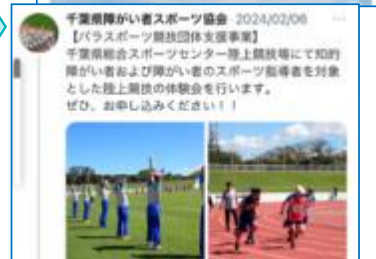 千葉県障がい者スポーツ協会 2024/02/06 …
【パラスポーツ競技団体支援事業】
千葉県総合スポーツセンター陸上競技場にて知的
障がい者および障がい者のスポーツ指導者を対象
とした陸上競技の体験会を行います。
ぜひ、お申し込みください！！